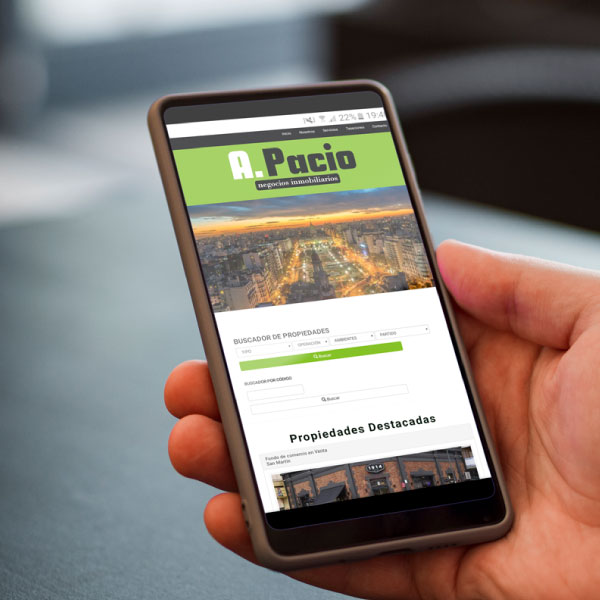 22% 19:4
Inicio Nosotros Servicios Tasaciones Contacto
A. Pacio
negocios inmobiliarios
BUSCADOR DE PROPIEDADES
TIPO OPERACIÓN AMBIENTES PARTIDO
Buscar
BUSCADOR POR CÓDIGO
Buscar
Propiedades Destacadas
Fondo de comercio en Venta
San Martín
1914